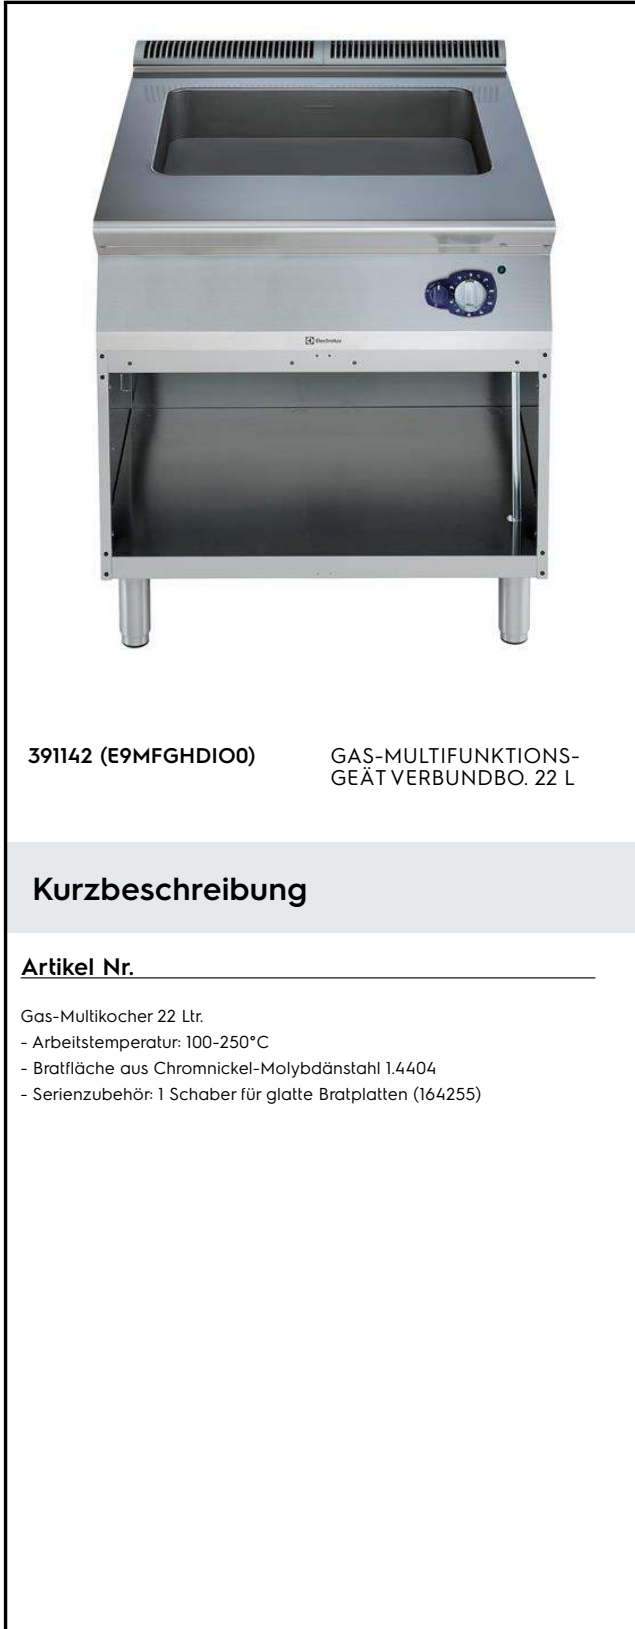 Electrolux
391142 (E9MFGHDIO0)
GAS-MULTIFUNKTIONS-
GEÄT VERBUNDBO. 22 L
Kurzbeschreibung
Artikel Nr.
Gas-Multikocher 22 Ltr.
- Arbeitstemperatur: 100-250°C
- Bratfläche aus Chromnickel-Molybdänstahl 1.4404
- Serienzubehör: 1 Schaber für glatte Bratplatten (164255)